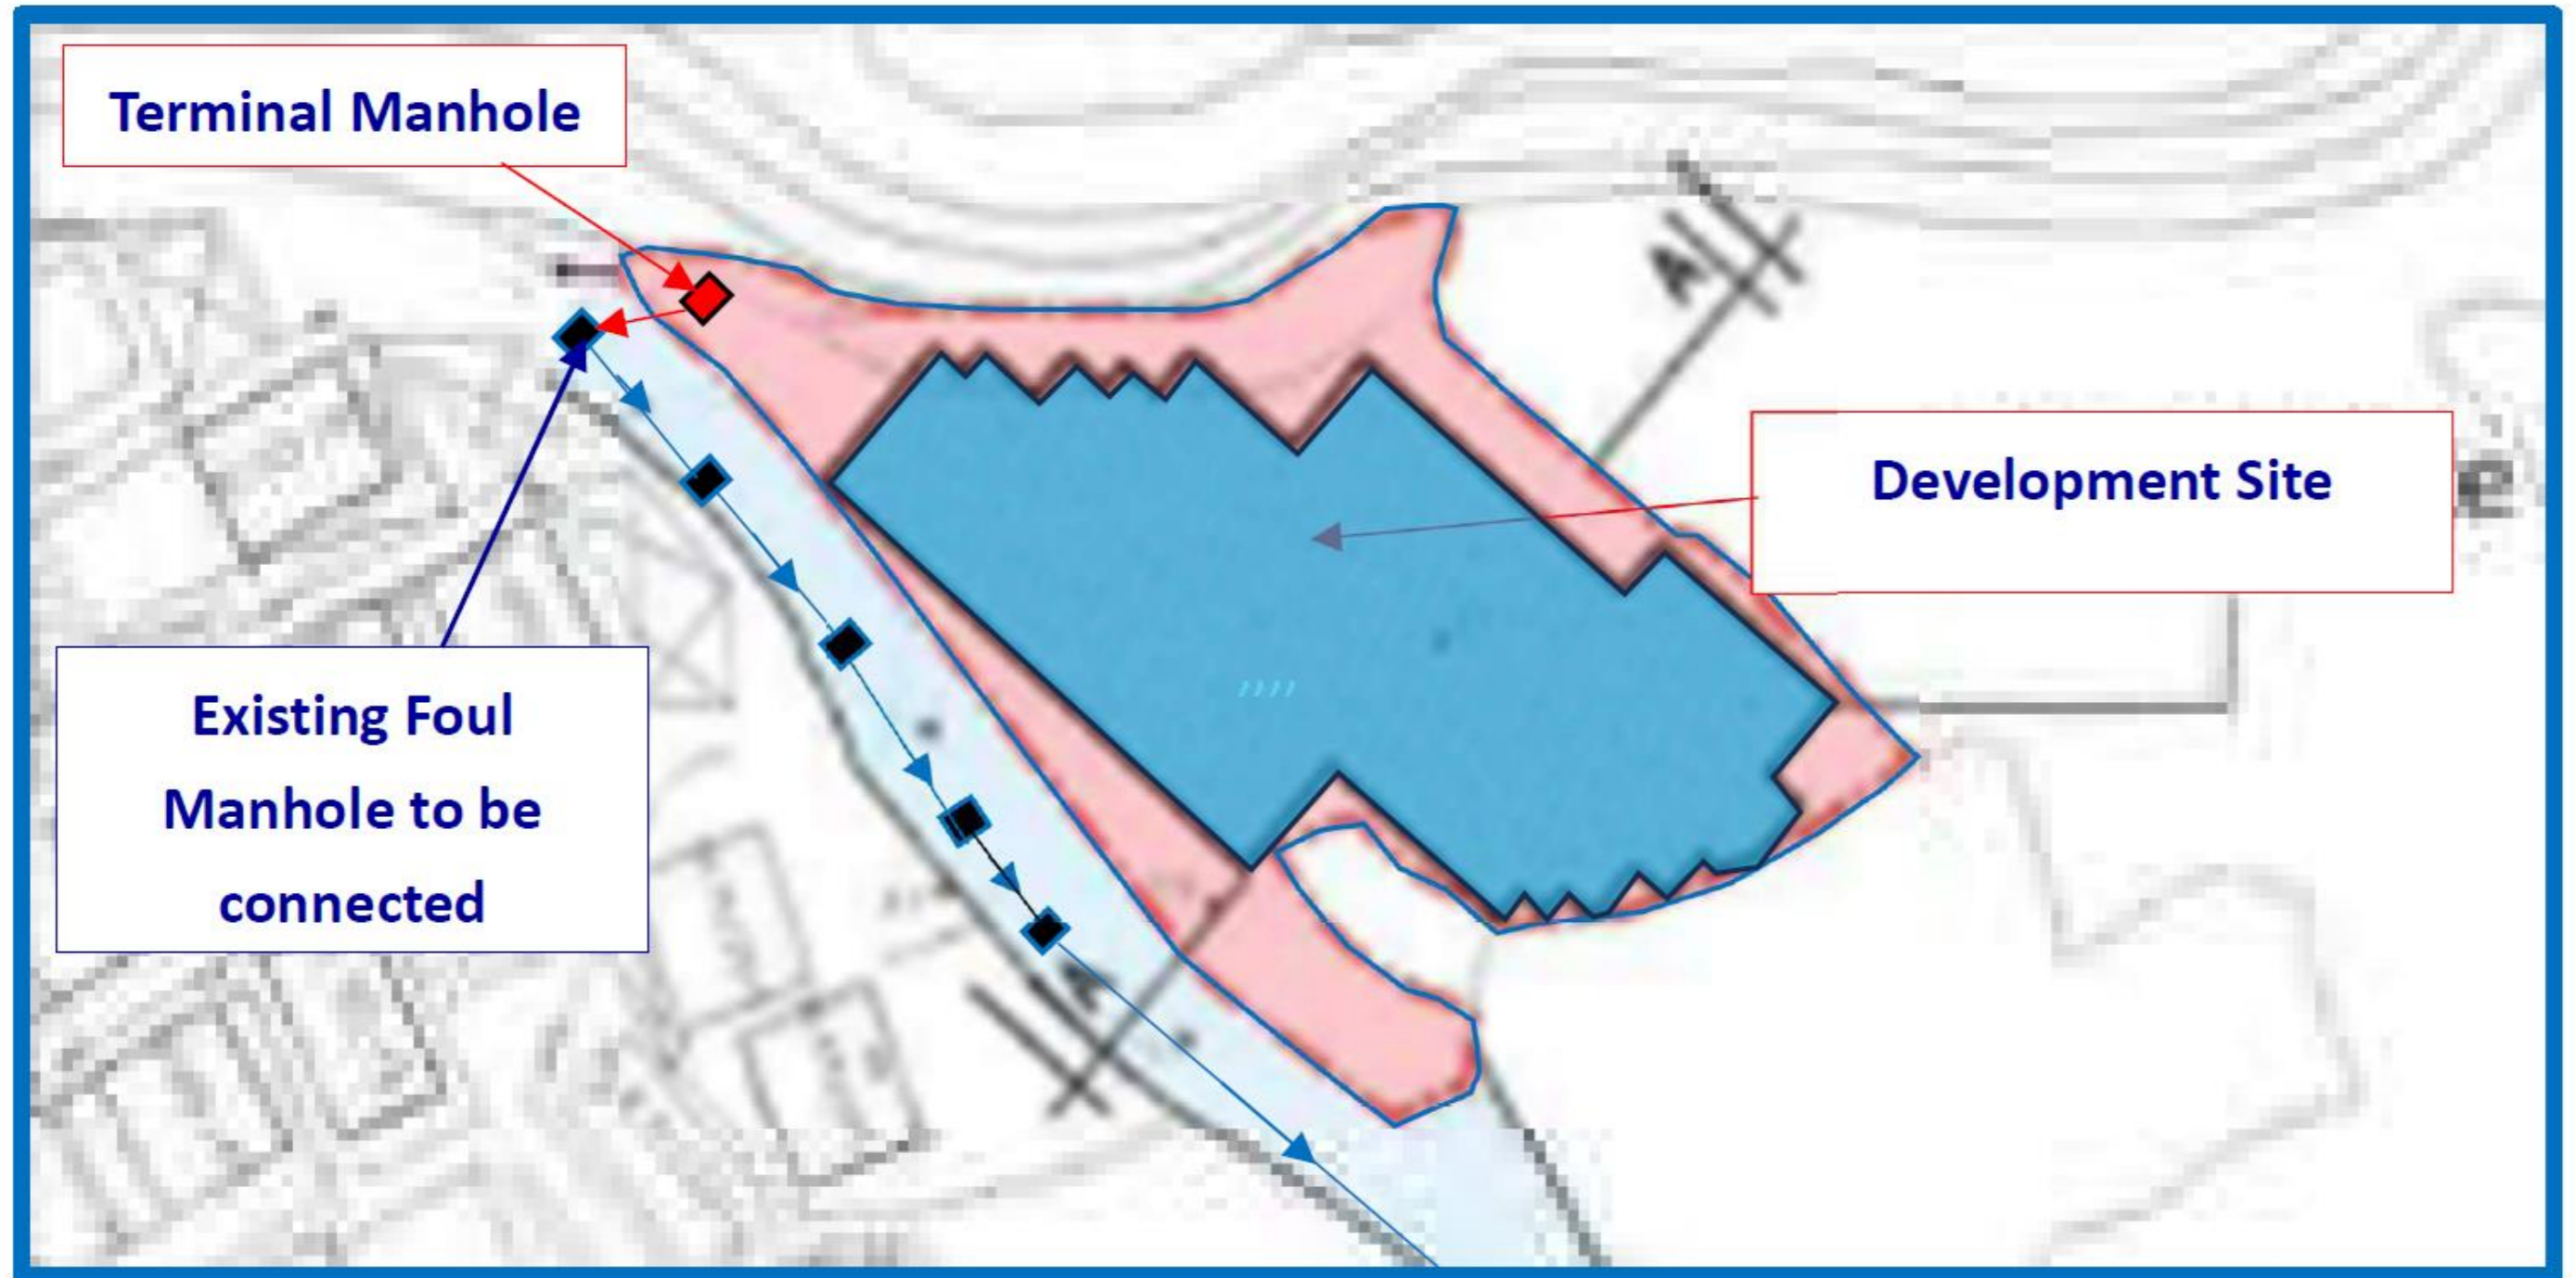 Terminal Manhole
A
Development Site
e
Existing Foul
Manhole to be
connected
A